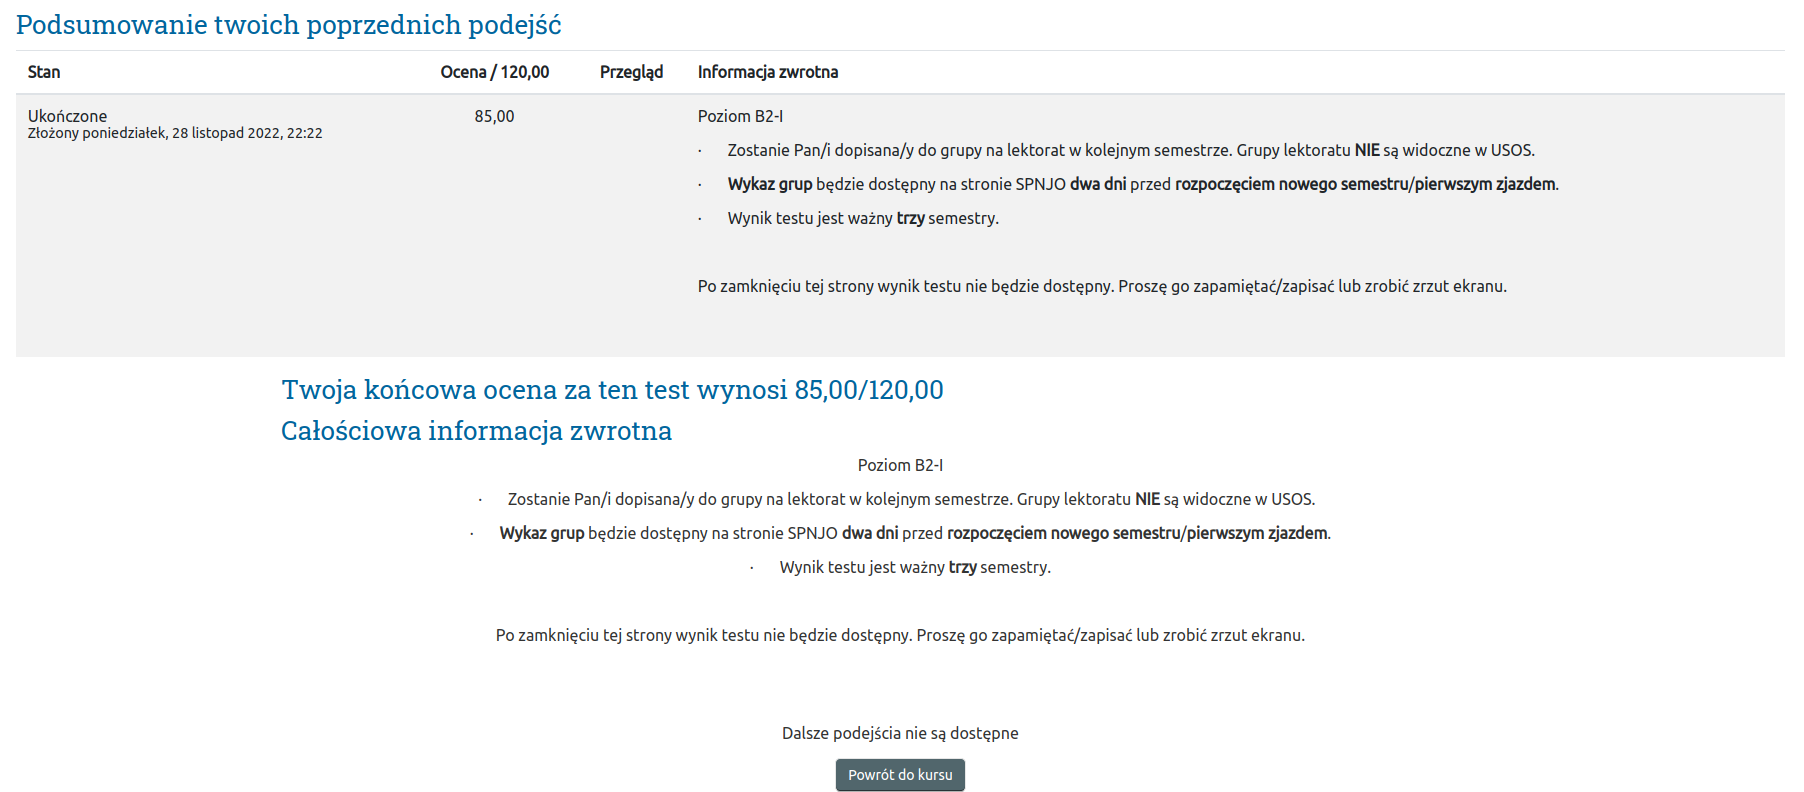 Podsumowanie twoich poprzednich podejść
Stan Ocena / 120,00 Przegląd Informacja zwrotna
Ukończone 85,00 Poziom B2-I
Złożony poniedziałek, 28 listopad 2022, 22:22
· Zostanie Pan/i dopisana/y do grupy na lektorat w kolejnym semestrze. Grupy lektoratu NIE są widoczne w USOS.
· Wykaz grup będzie dostępny na stronie SPNJO dwa dni przed rozpoczęciem nowego semestru/pierwszym zjazdem.
· Wynik testu jest ważny trzy semestry.
Po zamknięciu tej strony wynik testu nie będzie dostępny. Proszę go zapamiętać/zapisać lub zrobić zrzut ekranu.
Twoja końcowa ocena za ten test wynosi 85,00/120,00
Całościowa informacja zwrotna
Poziom B2-I
· Zostanie Pan/i dopisana/y do grupy na lektorat w kolejnym semestrze. Grupy lektoratu NIE są widoczne w USOS.
· Wykaz grup będzie dostępny na stronie SPNJO dwa dni przed rozpoczęciem nowego semestru/pierwszym zjazdem.
· Wynik testu jest ważny trzy semestry.
Po zamknięciu tej strony wynik testu nie będzie dostępny. Proszę go zapamiętać/zapisać lub zrobić zrzut ekranu.
Dalsze podejścia nie są dostępne
Powrót do kursu